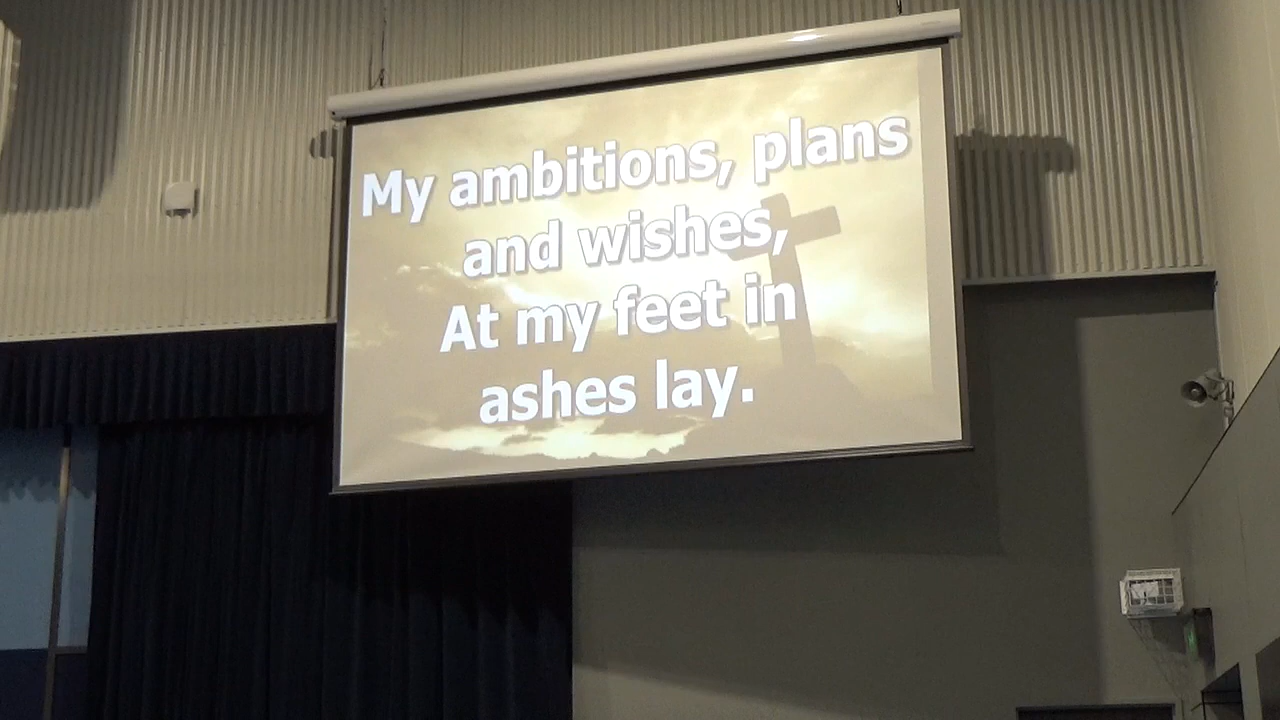 My ambitions, plans
and wishes,
At my feet in
ashes lay.